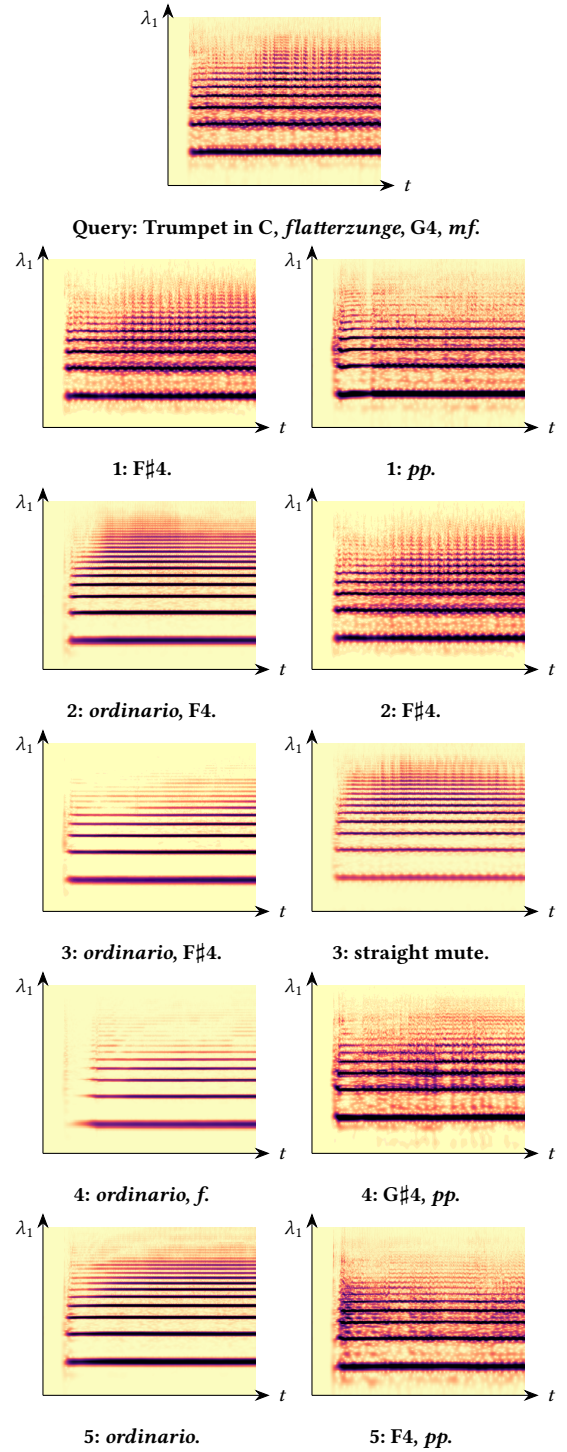 λ₁
t
Query: Trumpet in C, flatterzunge, G4, mf.
λ₁ λ₁
t t
1: F♯4. 1: pp.
λ₁ λ₁
t t
2: ordinario, F4. 2: F♯4.
λ₁ λ₁
t t
3: ordinario, F♯4. 3: straight mute.
λ₁ λ₁
t t
4: ordinario, f. 4: G♯4, pp.
λ₁ λ₁
t t
5: ordinario. 5: F4, pp.